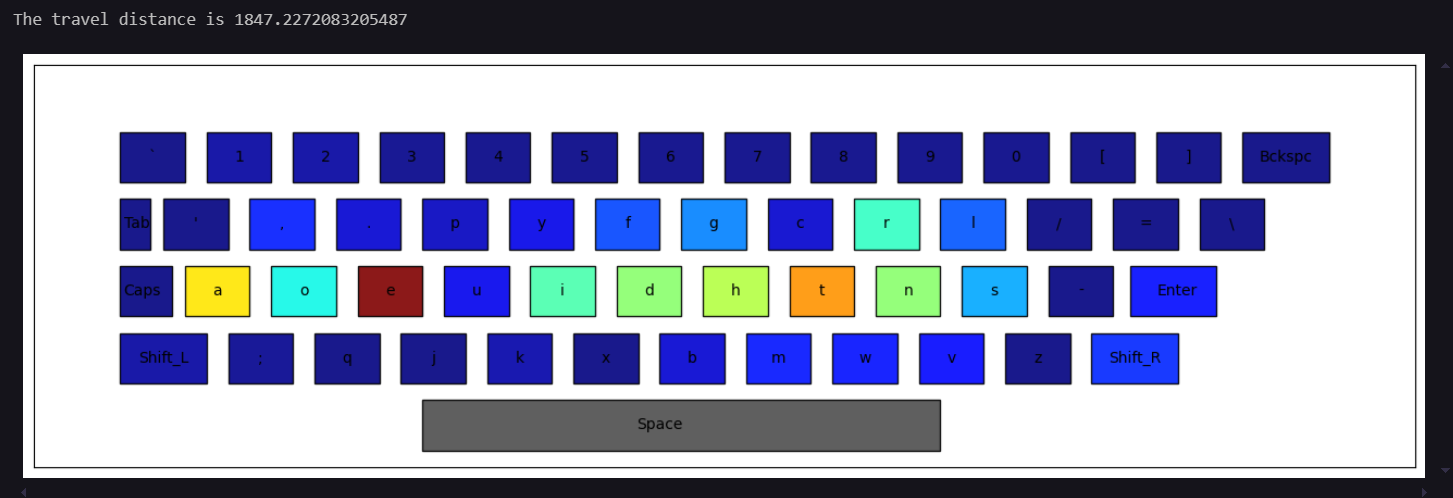 The travel distance is 1847.2272083205487
` 1 2 3 4 5 6 7 8 9 0 [ ] Bckspc
Tab ' , . p y f g c r l / = \
Caps a o e u i d h t n s - Enter
Shift_L ; q j k x b m w v z Shift_R
Space